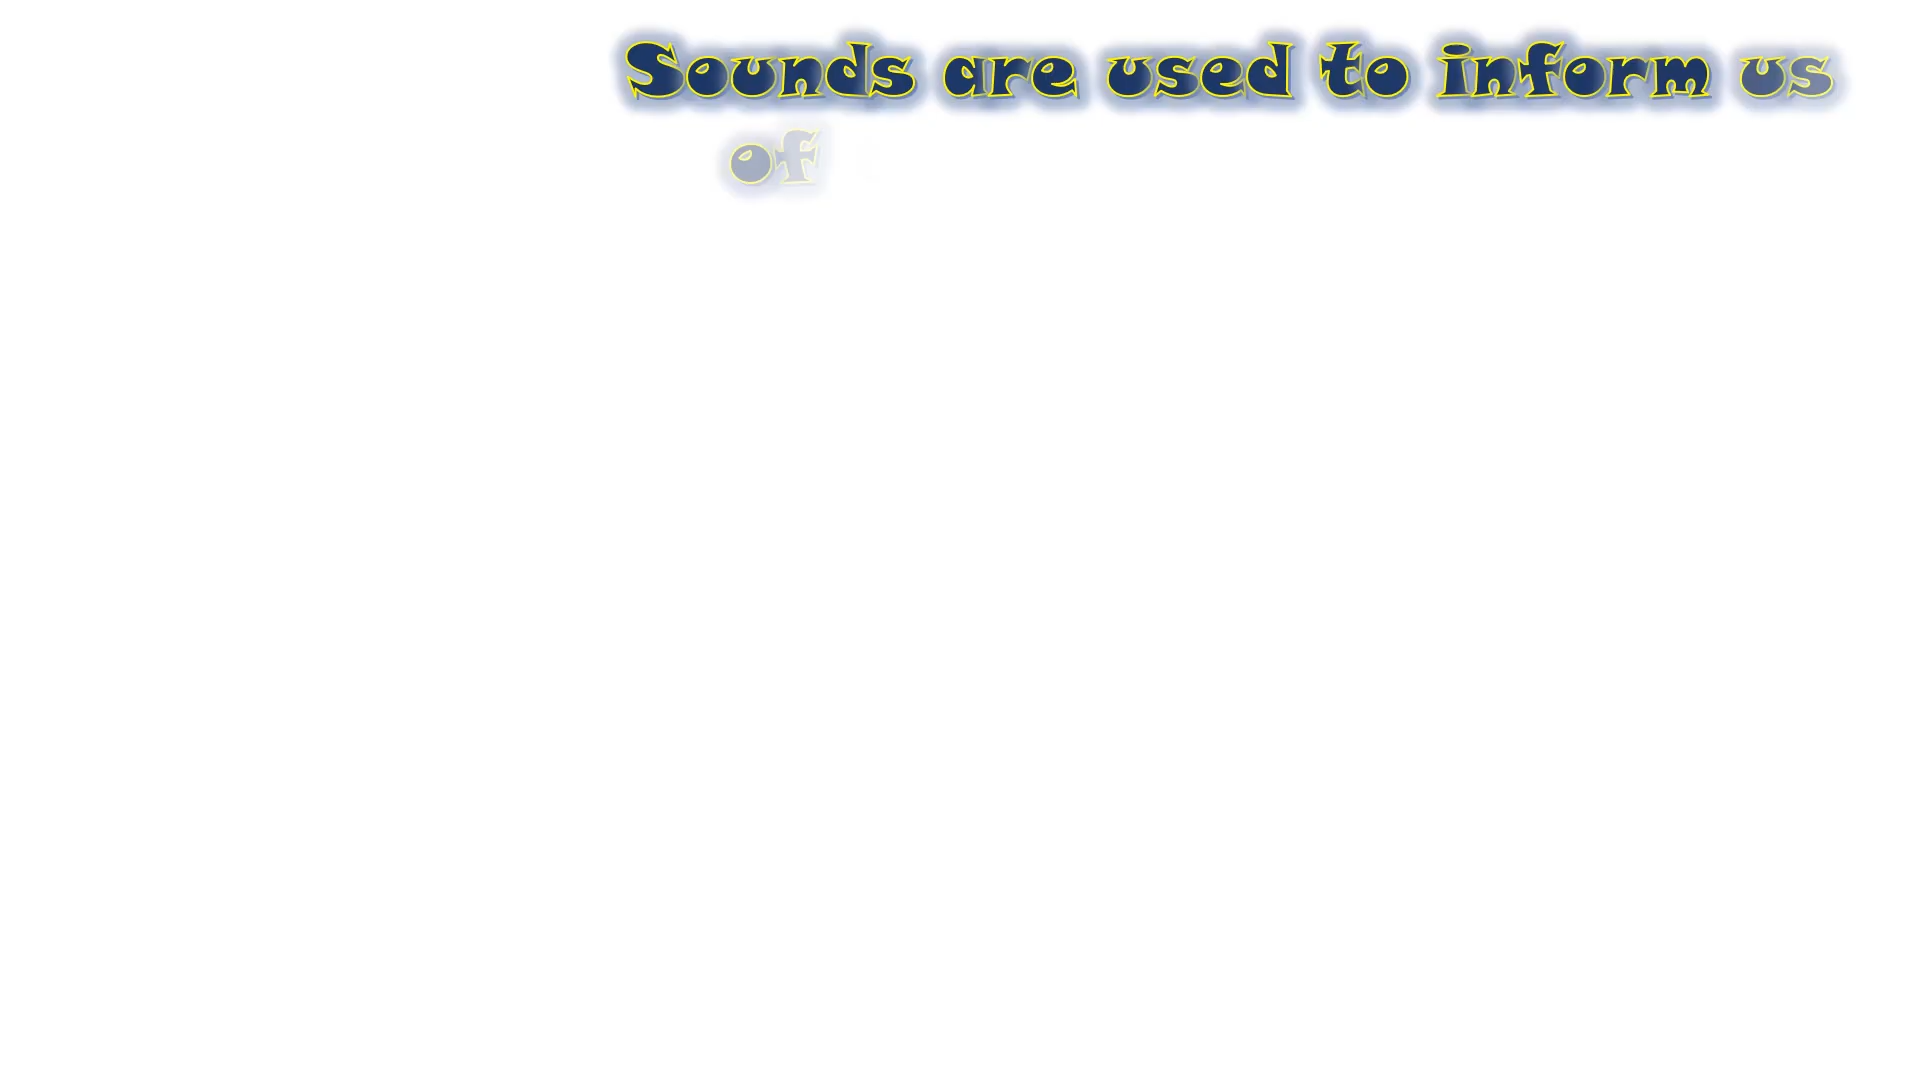 Sounds are used to inform us
of